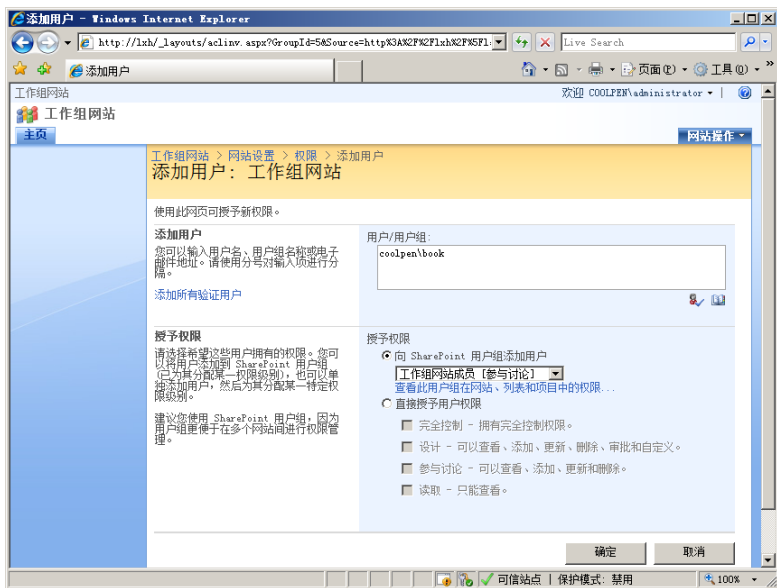 添加用户 - Windows Internet Explorer
http://lxh/_layouts/aclinv.aspx?GroupId=5&Source=http%3A%2F%2Flxh%2F%5Fl
Live Search
添加用户
页面(P)
工具(O)
工作组网站
欢迎 COOLPEN\administrator
工作组网站
主页
网站操作
工作组网站 > 网站设置 > 权限 > 添加用户
添加用户: 工作组网站
使用此网页可授予新权限。
添加用户
您可以输入用户名、用户组名称或电子
邮件地址。请使用分号对输入项进行分
隔。
添加所有验证用户
用户/用户组:
coolpen\book
授予权限
请选择希望这些用户拥有的权限。您可
以将用户添加到 SharePoint 用户组
(已为其分配某一权限级别)，也可以单
独添加用户，然后为其分配某一特定权
限级别。
建议您使用 SharePoint 用户组，因为
用户组更便于在多个网站间进行权限管
理。
授予权限
向 SharePoint 用户组添加用户
工作组网站成员 [参与讨论]
查看此用户组在网站、列表和项目中的权限...
直接授予用户权限
完全控制 - 拥有完全控制权限。
设计 - 可以查看、添加、更新、删除、审批和自定义。
参与讨论 - 可以查看、添加、更新和删除。
读取 - 只能查看。
确定
取消
可信站点 | 保护模式: 禁用
100%